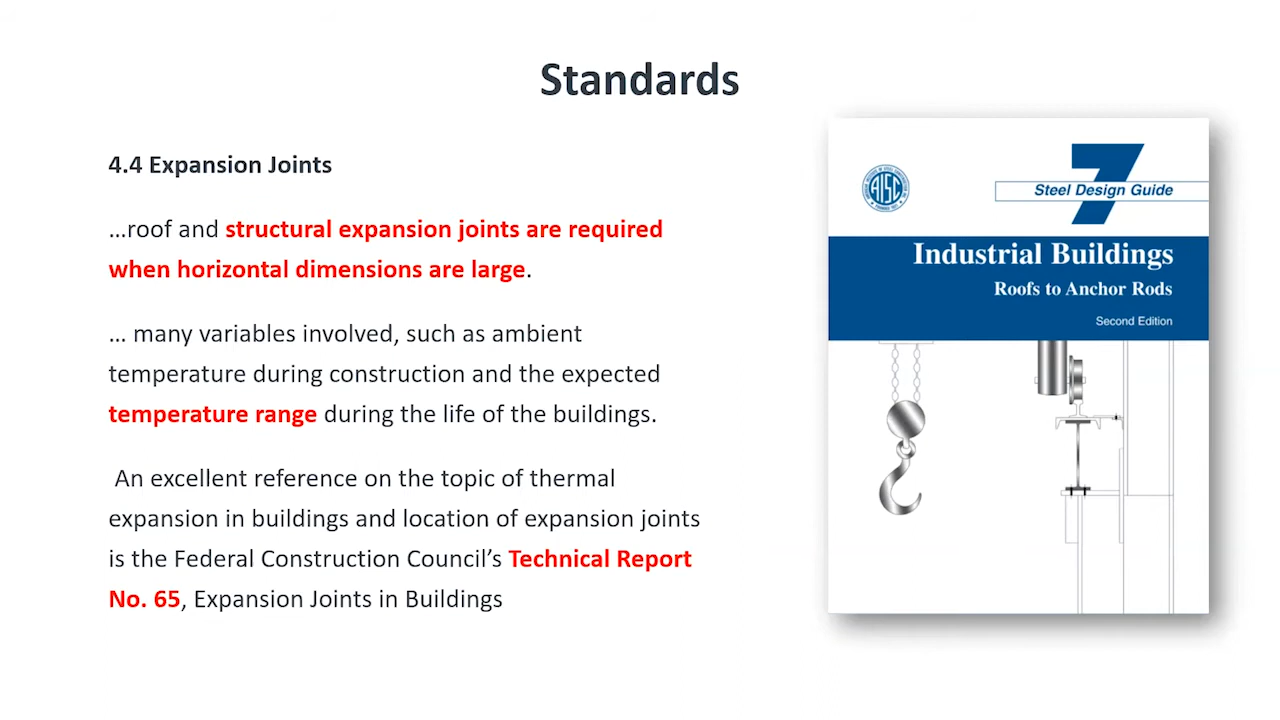 Standards
4.4 Expansion Joints
…roof and structural expansion joints are required
when horizontal dimensions are large.
… many variables involved, such as ambient
temperature during construction and the expected
temperature range during the life of the buildings.
An excellent reference on the topic of thermal
expansion in buildings and location of expansion joints
is the Federal Construction Council’s Technical Report
No. 65, Expansion Joints in Buildings
7
AISC
Steel Design Guide
Industrial Buildings
Roofs to Anchor Rods
Second Edition